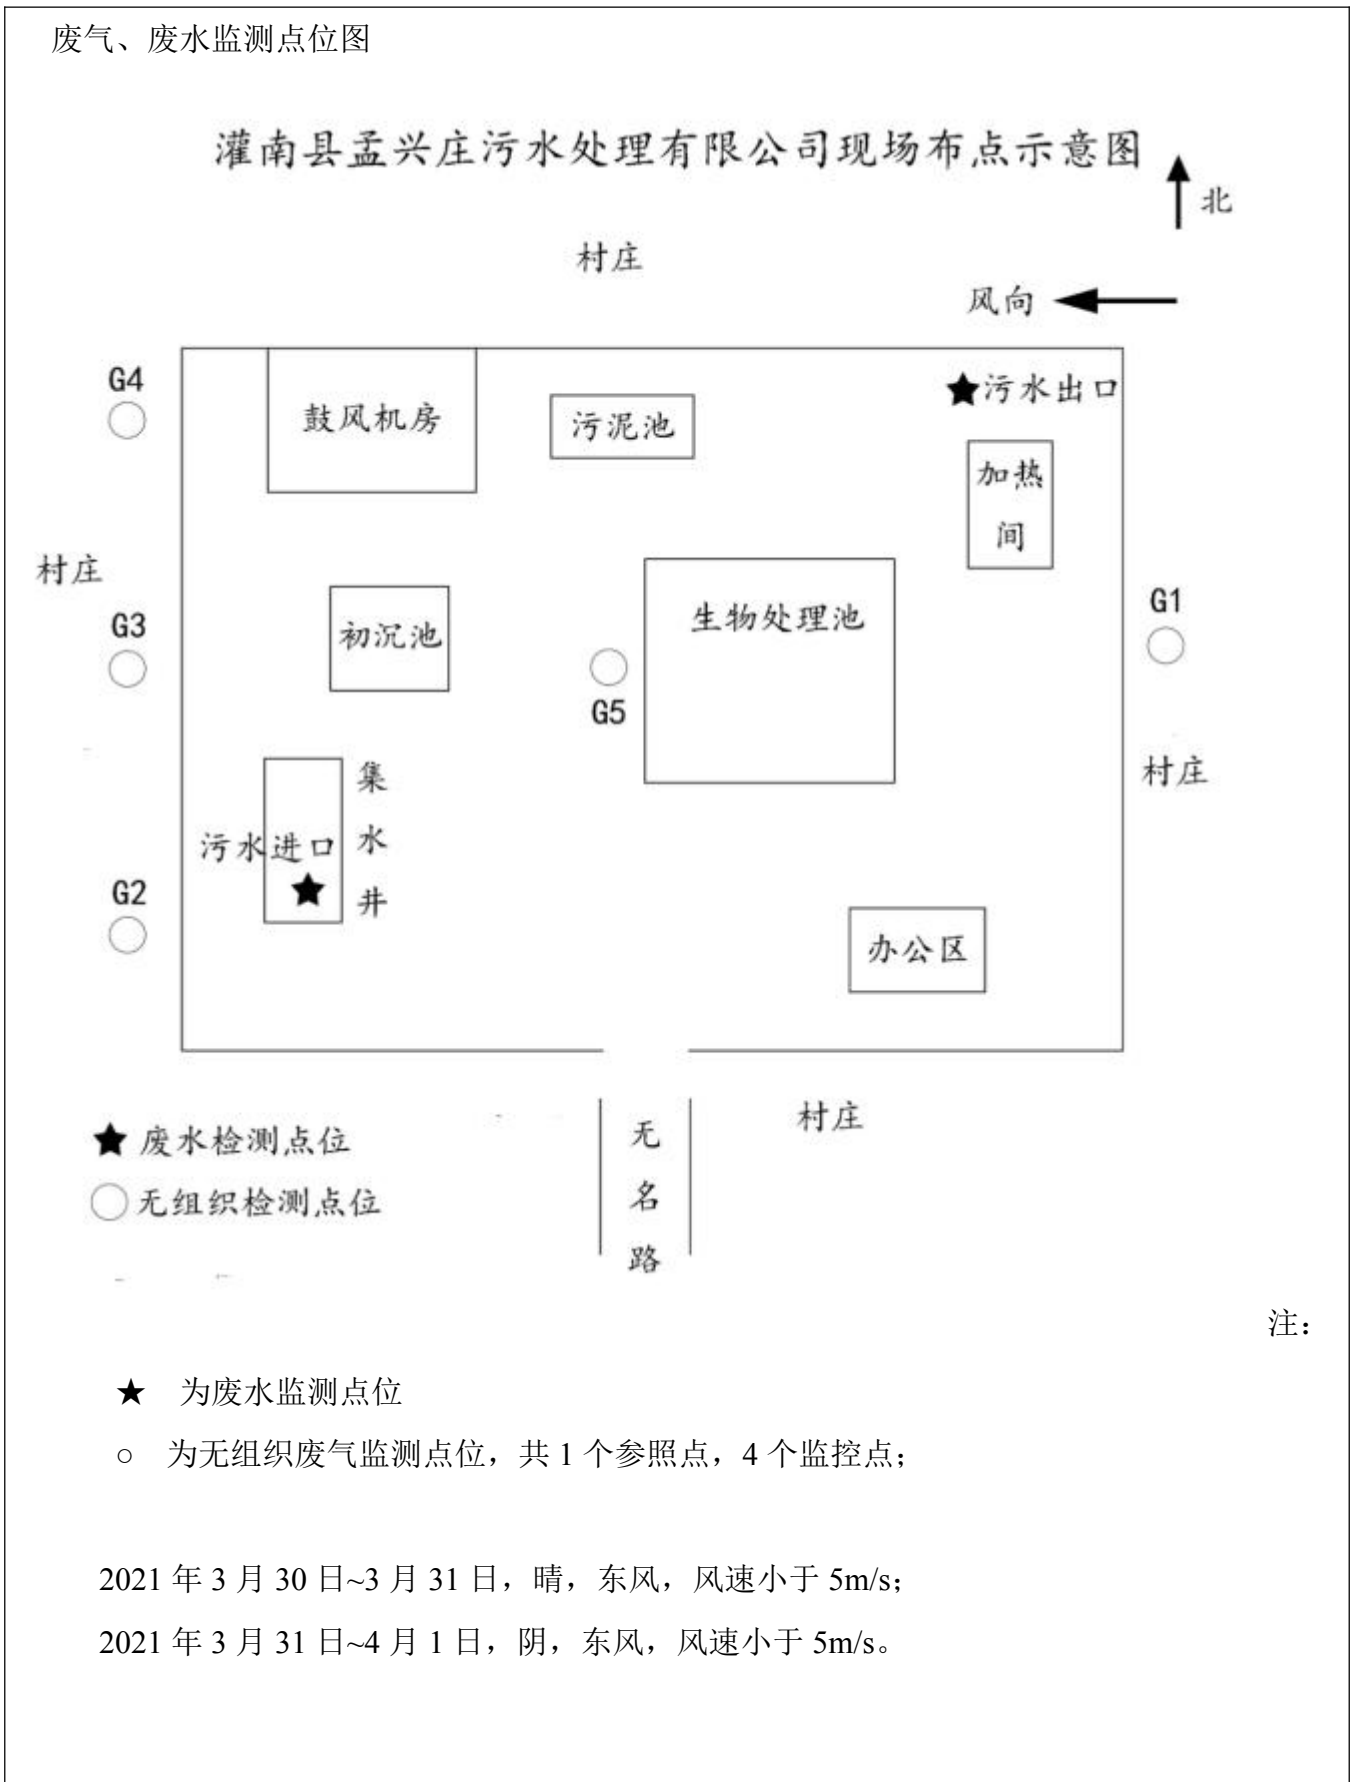 废气、废水监测点位图
灌南县孟兴庄污水处理有限公司现场布点示意图
北
村庄
风向
G4
鼓风机房
污泥池
★污水出口
加热
间
村庄
G3
初沉池
生物处理池
G1
G5
村庄
集
水
井
污水进口
★
G2
办公区
村庄
★ 废水检测点位
○ 无组织检测点位
无
名
路
注：
★ 为废水监测点位
○ 为无组织废气监测点位，共 1 个参照点，4 个监控点；
2021 年 3 月 30 日~3 月 31 日，晴，东风，风速小于 5m/s；
2021 年 3 月 31 日~4 月 1 日，阴，东风，风速小于 5m/s。